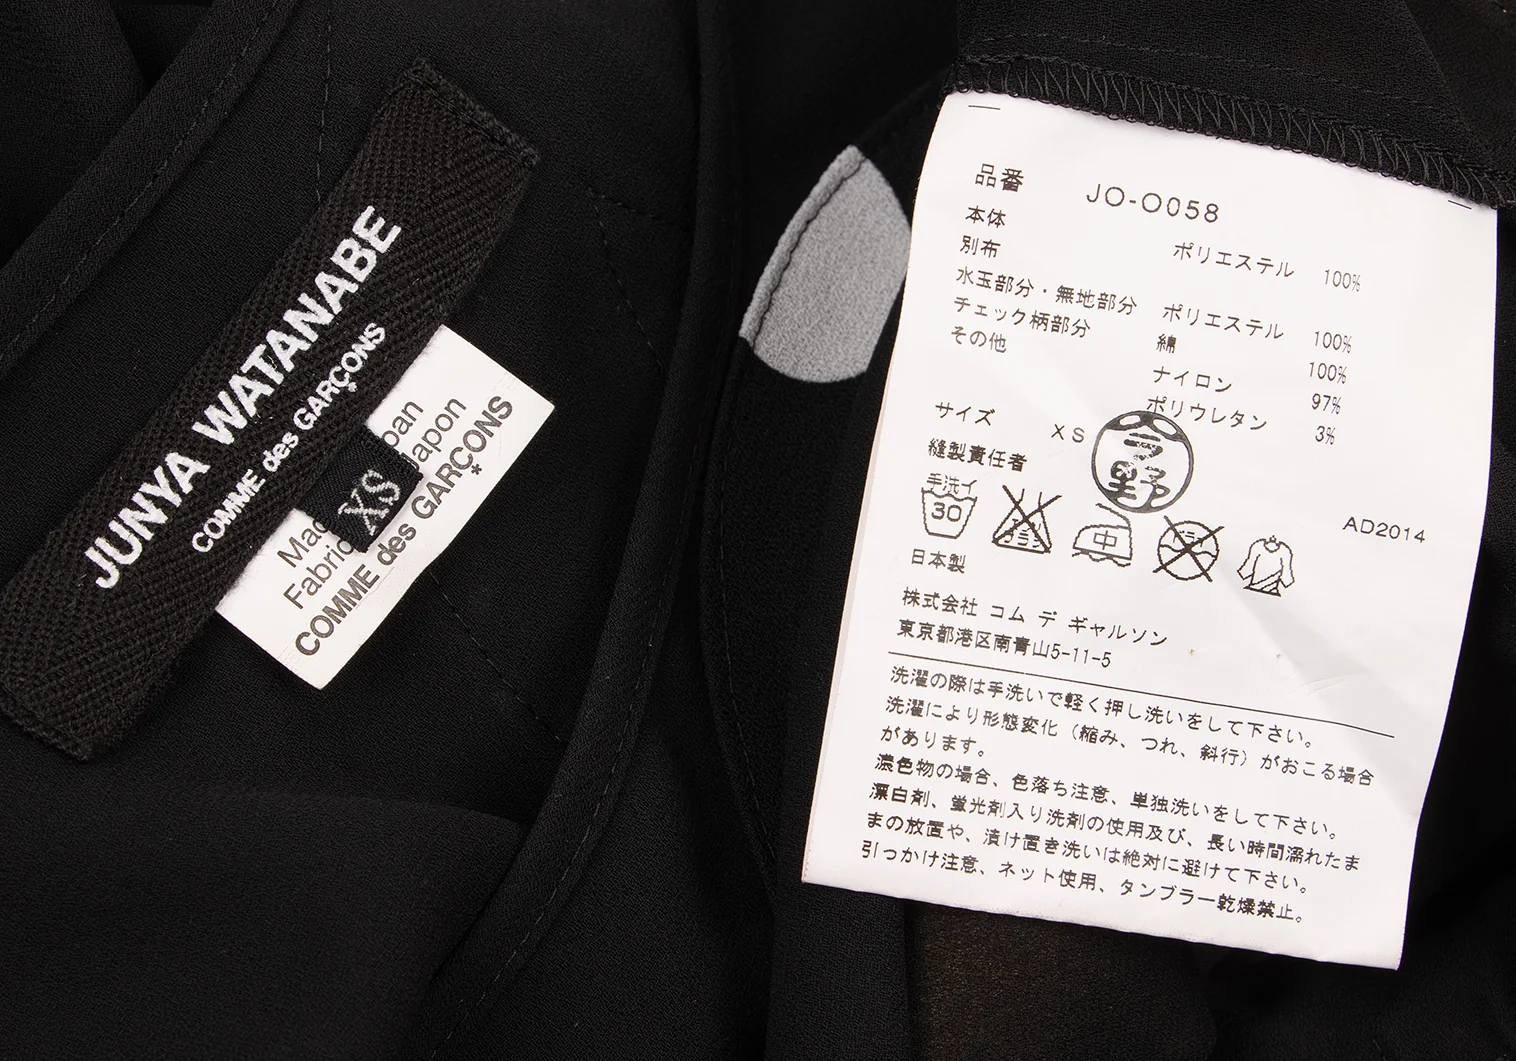 JUNYA WATANABE
COMME des GARÇONS
XS
COMME des GARÇONS
品番 JO-O058
本体 ポリエステル 100%
別布
水玉部分・無地部分 ポリエステル 100%
チェック柄部分 綿 100%
その他 ナイロン 97%
ポリウレタン 3%
サイズ XS
今野
縫製責任者
手洗イ
30
中
AD2014
日本製
株式会社 コム デ ギャルソン
東京都港区南青山5-11-5
洗濯の際は手洗いで軽く押し洗いをして下さい。
洗濯により形態変化（縮み、つれ、斜行）がおこる場合
があります。
濃色物の場合、色落ち注意、単独洗いをして下さい。
漂白剤、蛍光剤入り洗剤の使用及び、長い時間濡れたま
まの放置や、漬け置き洗いは絶対に避けて下さい。
引っかけ注意、ネット使用、タンブラー乾燥禁止。